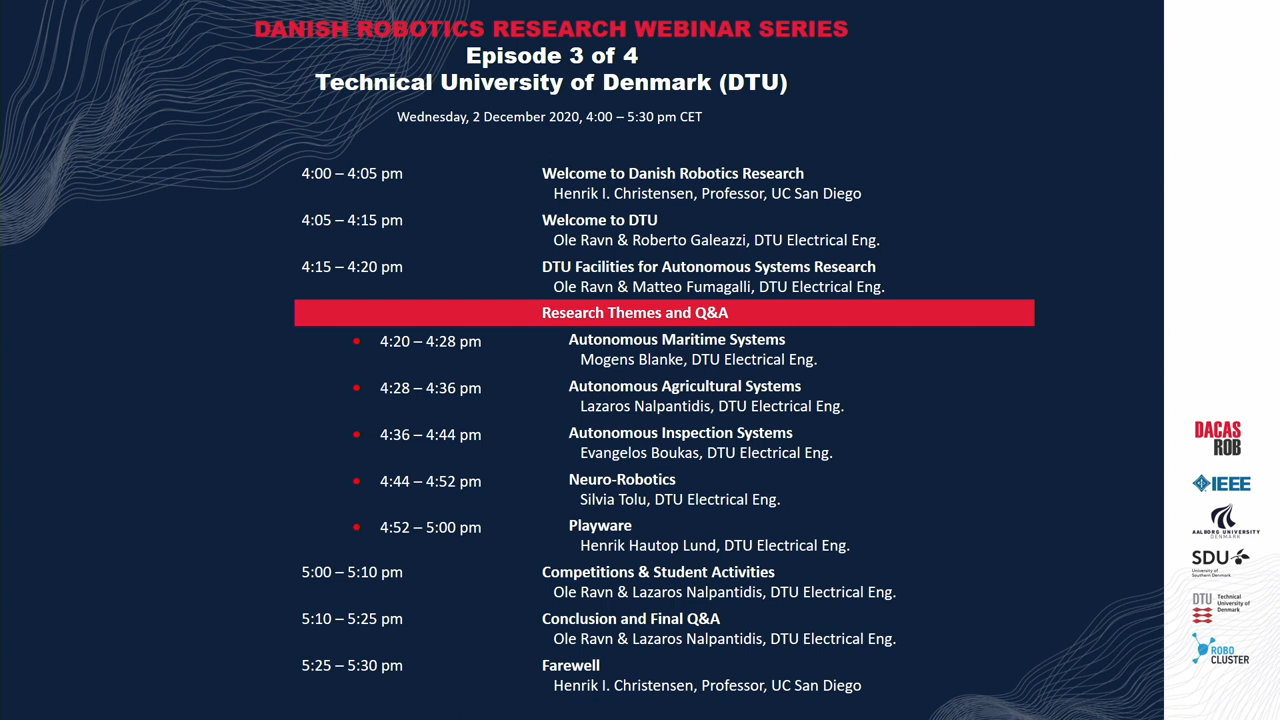 DANISH ROBOTICS RESEARCH WEBINAR SERIES
Episode 3 of 4
Technical University of Denmark (DTU)
Wednesday, 2 December 2020, 4:00 – 5:30 pm CET
4:00 – 4:05 pm Welcome to Danish Robotics Research
Henrik I. Christensen, Professor, UC San Diego
4:05 – 4:15 pm Welcome to DTU
Ole Ravn & Roberto Galeazzi, DTU Electrical Eng.
4:15 – 4:20 pm DTU Facilities for Autonomous Systems Research
Ole Ravn & Matteo Fumagalli, DTU Electrical Eng.
Research Themes and Q&A
• 4:20 – 4:28 pm Autonomous Maritime Systems
Mogens Blanke, DTU Electrical Eng.
• 4:28 – 4:36 pm Autonomous Agricultural Systems
Lazaros Nalpantidis, DTU Electrical Eng.
• 4:36 – 4:44 pm Autonomous Inspection Systems
Evangelos Boukas, DTU Electrical Eng.
• 4:44 – 4:52 pm Neuro-Robotics
Silvia Tolu, DTU Electrical Eng.
• 4:52 – 5:00 pm Playware
Henrik Hautop Lund, DTU Electrical Eng.
5:00 – 5:10 pm Competitions & Student Activities
Ole Ravn & Lazaros Nalpantidis, DTU Electrical Eng.
5:10 – 5:25 pm Conclusion and Final Q&A
Ole Ravn & Lazaros Nalpantidis, DTU Electrical Eng.
5:25 – 5:30 pm Farewell
Henrik I. Christensen, Professor, UC San Diego
DACAS
ROB
IEEE
AALBORG UNIVERSITY
DENMARK
SDU
University of
Southern Denmark
DTU
Technical
University of
Denmark
ROBO
CLUSTER